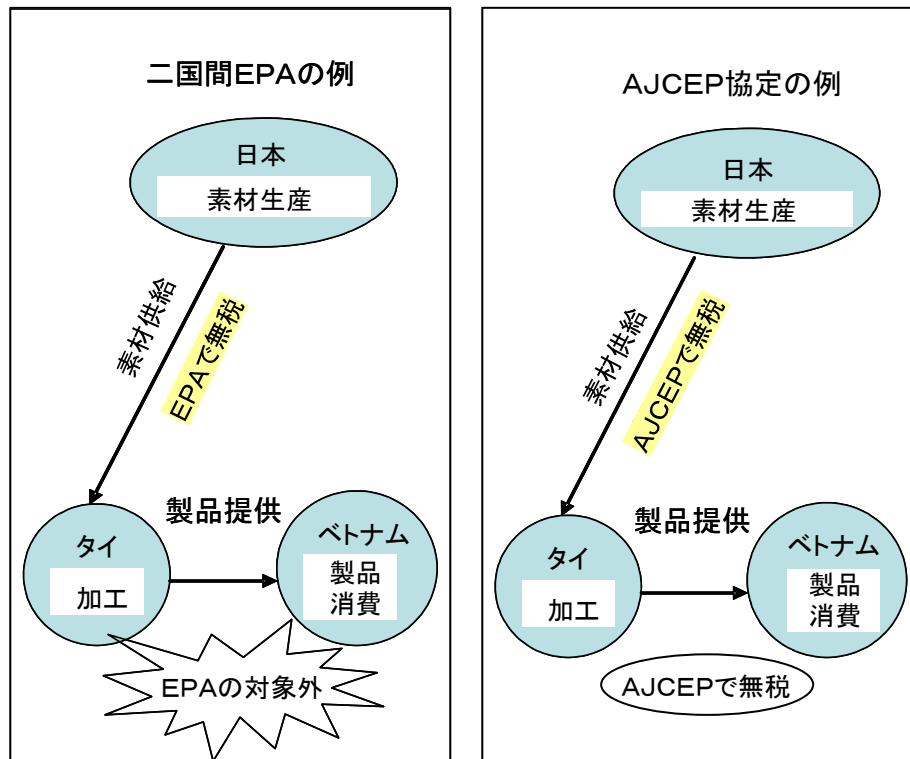 二国間EPAの例
日本
素材生産
素材供給
EPAで無税
製品提供
タイ
加工
ベトナム
製品
消費
EPAの対象外
AJCEP協定の例
日本
素材生産
素材供給
AJCEPで無税
製品提供
タイ
加工
ベトナム
製品
消費
AJCEPで無税